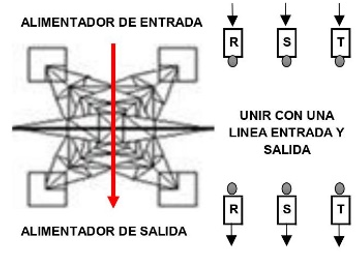 ALIMENTADOR DE ENTRADA
R S T
UNIR CON UNA
LINEA ENTRADA Y
SALIDA
R S T
ALIMENTADOR DE SALIDA